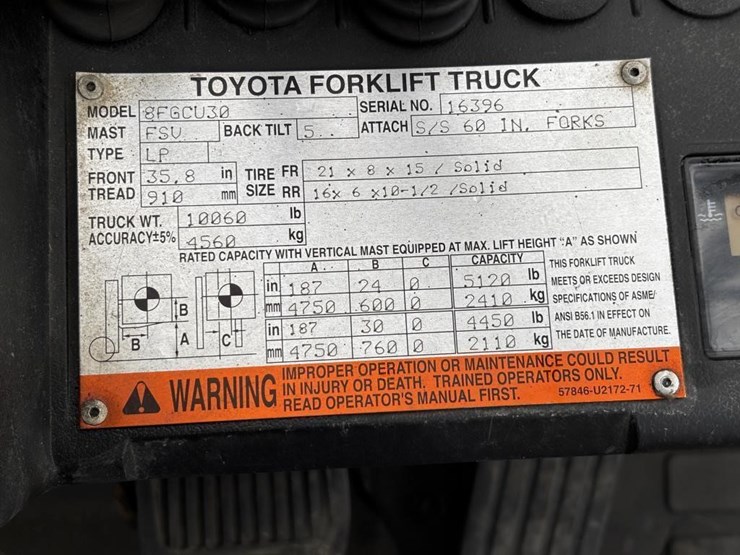 TOYOTA FORKLIFT TRUCK
MODEL 8FGCU30 SERIAL NO. 16396
MAST FSV BACK TILT 5 ATTACH S/S 60 IN. FORKS
TYPE LP
FRONT TREAD 35.8 in 910 mm
TIRE SIZE FR 21 x 8 x 15 / Solid
RR 16x 6 x10-1/2 /Solid
TRUCK WT. 10060 lb
ACCURACY±5% 4560 kg
RATED CAPACITY WITH VERTICAL MAST EQUIPPED AT MAX. LIFT HEIGHT "A" AS SHOWN
A B C CAPACITY
in 187 24 0 5120 lb
mm 4750 600 0 2410 kg
in 187 30 0 4450 lb
mm 4750 760 0 2110 kg
B B A C
THIS FORKLIFT TRUCK
MEETS OR EXCEEDS DESIGN
SPECIFICATIONS OF ASME/
ANSI B56.1 IN EFFECT ON
THE DATE OF MANUFACTURE.
WARNING
IMPROPER OPERATION OR MAINTENANCE COULD RESULT
IN INJURY OR DEATH. TRAINED OPERATORS ONLY.
READ OPERATOR'S MANUAL FIRST.
57846-U2172-71